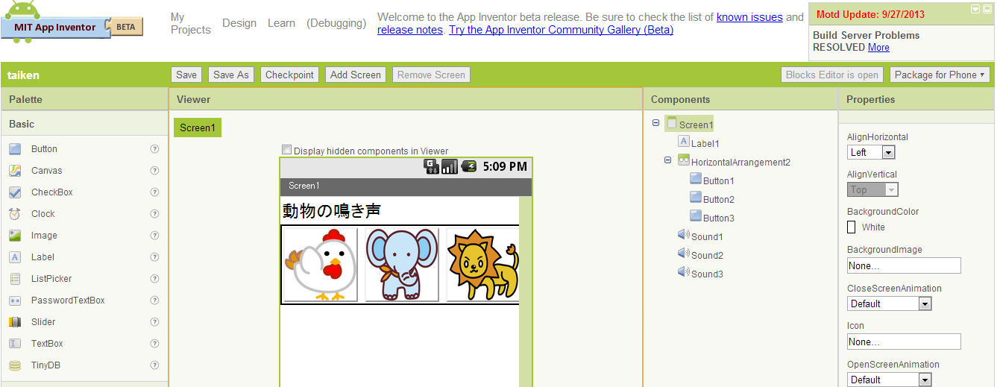 MIT App Inventor BETA
My Projects Design Learn (Debugging)
Welcome to the App Inventor beta release. Be sure to check the list of known issues and
release notes. Try the App Inventor Community Gallery (Beta)
Motd Update: 9/27/2013
Build Server Problems
RESOLVED More
taiken
Save Save As Checkpoint Add Screen Remove Screen Blocks Editor is open Package for Phone
Palette
Basic
Button
Canvas
CheckBox
Clock
Image
Label
ListPicker
PasswordTextBox
Slider
TextBox
TinyDB
Viewer
Screen1
Display hidden components in Viewer
G 5:09 PM
Screen1
動物の鳴き声
Components
Screen1
Label1
HorizontalArrangement2
Button1
Button2
Button3
Sound1
Sound2
Sound3
Properties
AlignHorizontal
Left
AlignVertical
Top
BackgroundColor
White
BackgroundImage
None...
CloseScreenAnimation
Default
Icon
None...
OpenScreenAnimation
Default